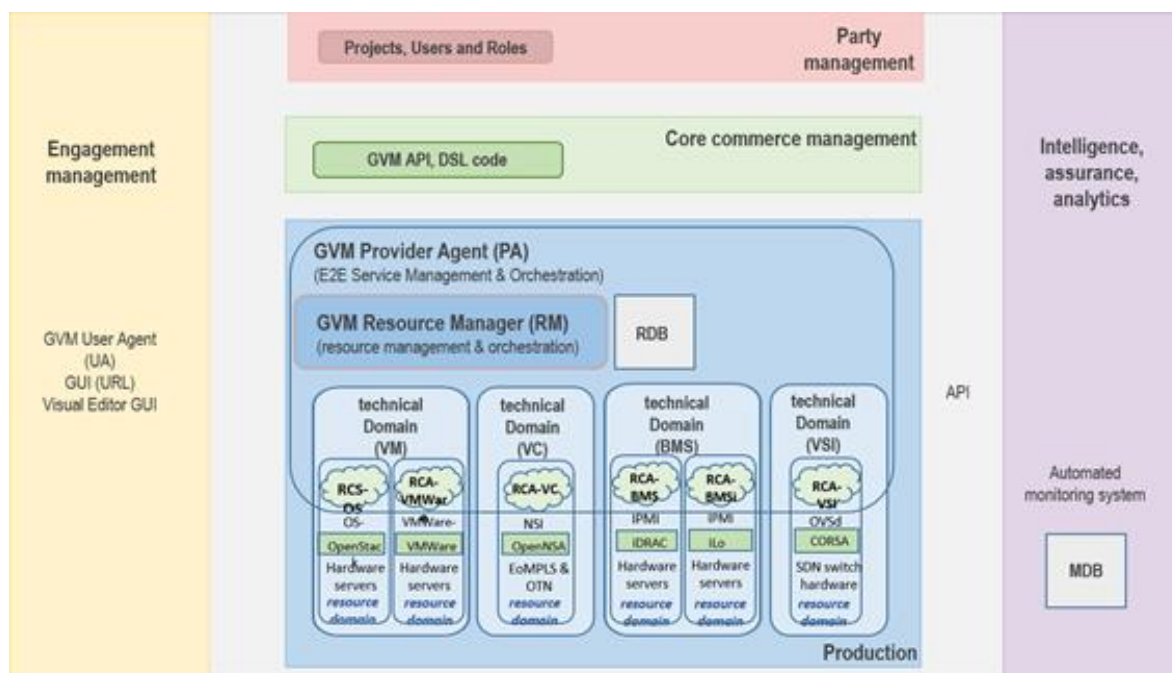 Projects, Users and Roles
Party
management
Engagement
management
Core commerce management
GVM API, DSL code
Intelligence,
assurance,
analytics
GVM Provider Agent (PA)
(E2E Service Management & Orchestration)
GVM Resource Manager (RM)
(resource management & orchestration)
RDB
GVM User Agent
(UA)
GUI (URL)
Visual Editor GUI
API
technical
Domain
(VM)
RCS-
OS
OS-
OpenStac
k
Hardware
servers
resource
domain
RCA-
VMWar
e
VMWare-
VMWare
Hardware
servers
resource
domain
technical
Domain
(VC)
RCA-VC
NSI
OpenNSA
EoMPLS &
OTN
resource
domain
technical
Domain
(BMS)
RCA-
BMS
IPMI
iDRAC
Hardware
servers
resource
domain
RCA-
BMSi
IPMI
iLo
Hardware
servers
resource
domain
technical
Domain
(VSI)
RCA-
VSI
OVSd
CORSA
SDN switch
hardware
resource
domain
Production
Automated
monitoring system
MDB